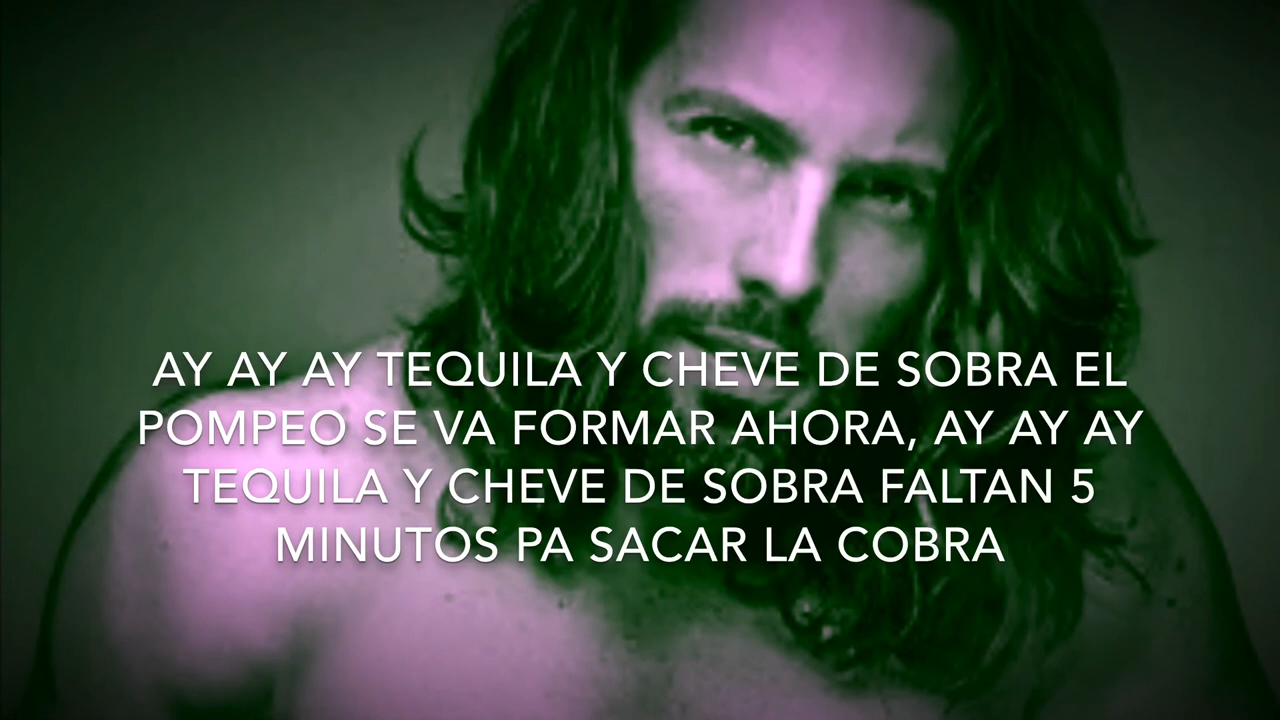 AY AY AY TEQUILA Y CHEVE DE SOBRA EL
POMPEO SE VA FORMAR AHORA, AY AY AY
TEQUILA Y CHEVE DE SOBRA FALTAN 5
MINUTOS PA SACAR LA COBRA